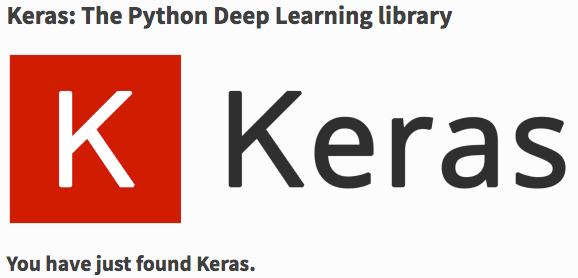 Keras: The Python Deep Learning library
K Keras
You have just found Keras.